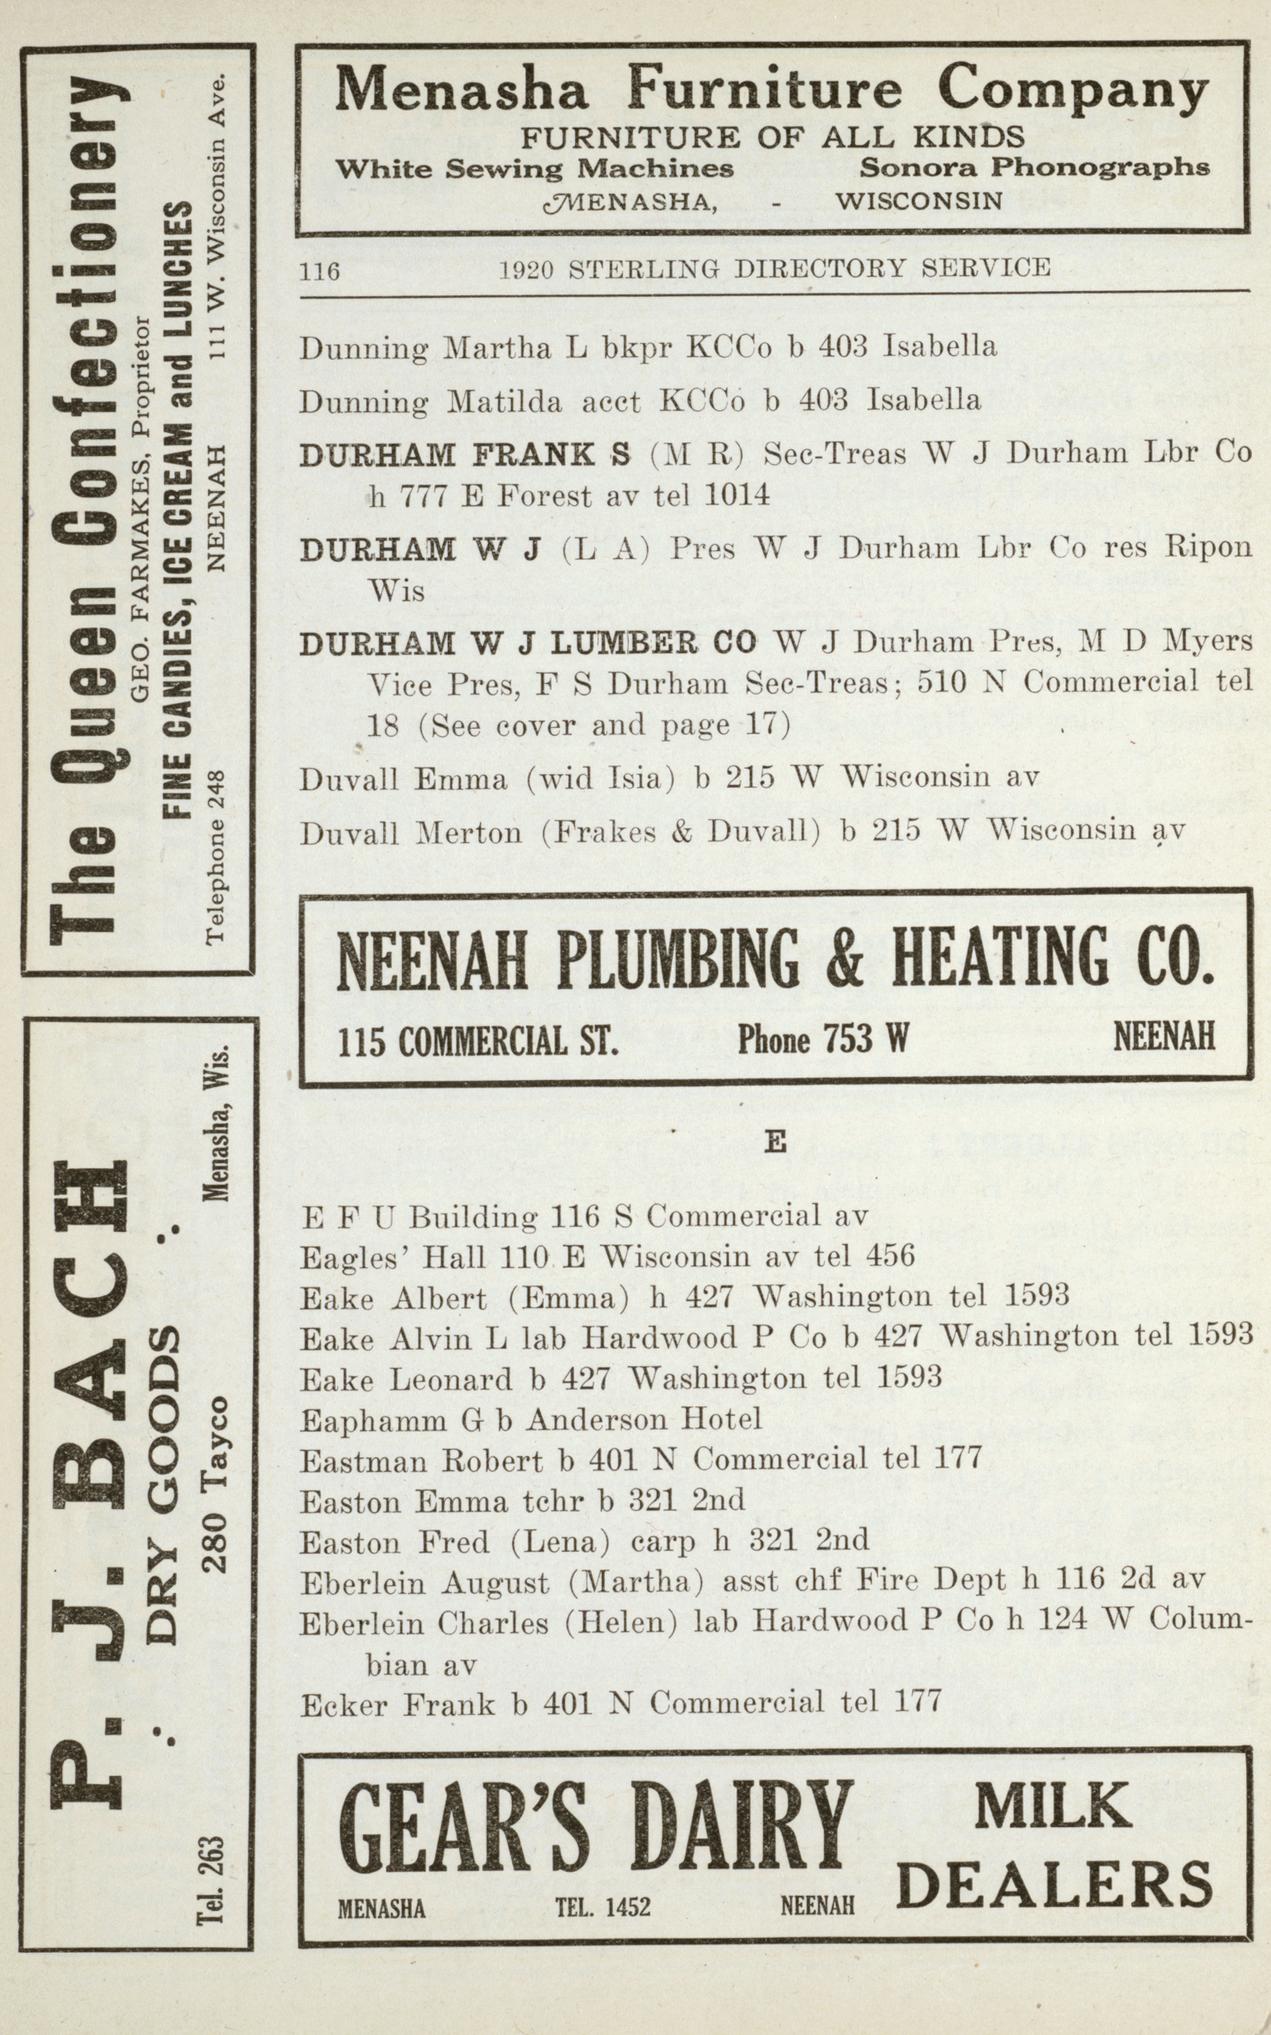 Menasha Furniture Company
FURNITURE OF ALL KINDS
White Sewing Machines Sonora Phonographs
MENASHA, - WISCONSIN
116 1920 STERLING DIRECTORY SERVICE
Dunning Martha L bkpr KCCo b 403 Isabella
Dunning Matilda acct KCCo b 403 Isabella
DURHAM FRANK S (M R) Sec-Treas W J Durham Lbr Co
h 777 E Forest av tel 1014
DURHAM W J (L A) Pres W J Durham Lbr Co res Ripon
Wis
DURHAM W J LUMBER CO W J Durham Pres, M D Myers
Vice Pres, F S Durham Sec-Treas; 510 N Commercial tel
18 (See cover and page 17)
Duvall Emma (wid Isia) b 215 W Wisconsin av
Duvall Merton (Frakes & Duvall) b 215 W Wisconsin av
NEENAH PLUMBING & HEATING CO.
115 COMMERCIAL ST. Phone 753 W NEENAH
E
E F U Building 116 S Commercial av
Eagles' Hall 110 E Wisconsin av tel 456
Eake Albert (Emma) h 427 Washington tel 1593
Eake Alvin L lab Hardwood P Co b 427 Washington tel 1593
Eake Leonard b 427 Washington tel 1593
Eaphamm G b Anderson Hotel
Eastman Robert b 401 N Commercial tel 177
Easton Emma tchr b 321 2nd
Easton Fred (Lena) carp h 321 2nd
Eberlein August (Martha) asst chf Fire Dept h 116 2d av
Eberlein Charles (Helen) lab Hardwood P Co h 124 W Colum-
bian av
Ecker Frank b 401 N Commercial tel 177
GEAR'S DAIRY
MENASHA TEL. 1452 NEENAH
MILK
DEALERS
The Queen Confectionery
GEO. FARMAKES, Proprietor
FINE CANDIES, ICE CREAM and LUNCHES
Telephone 248 NEENAH 111 W. Wisconsin Ave.
P. J. BACH
DRY GOODS
Tel. 263 280 Tayco Menasha, Wis.